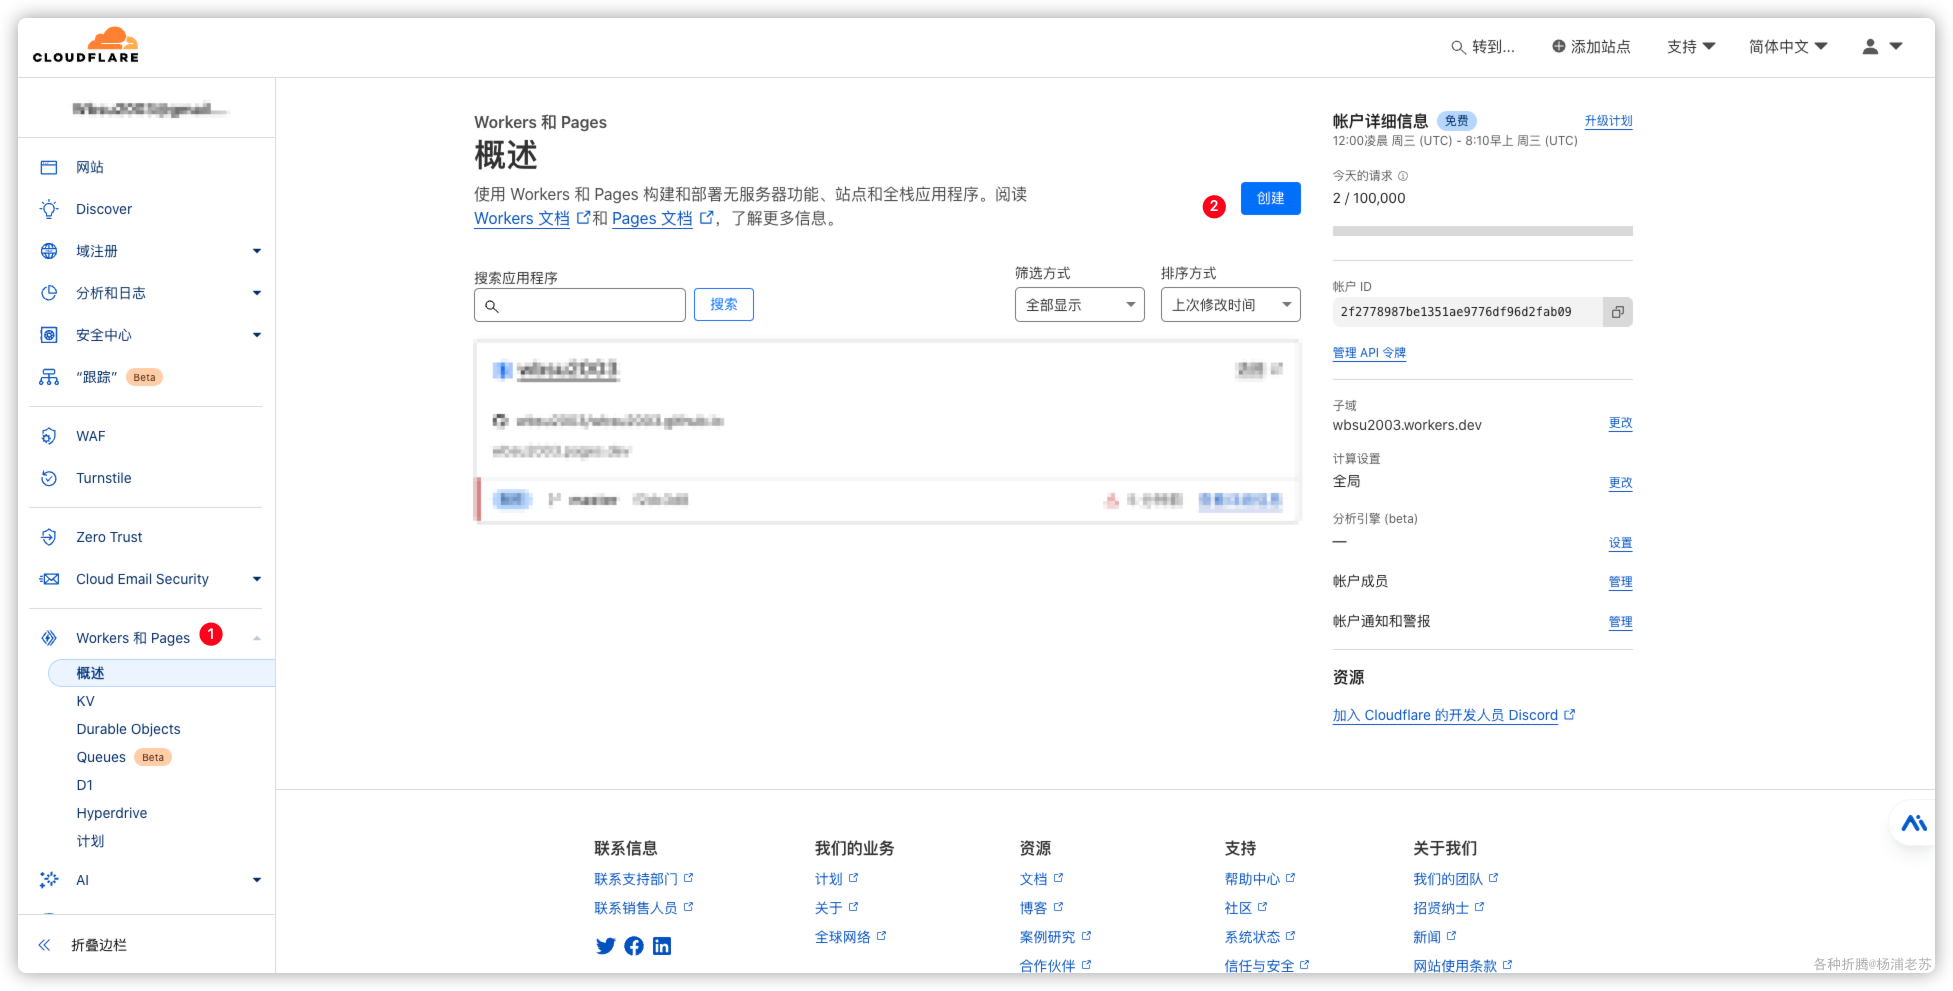 CLOUDFLARE
转到...
添加站点
支持
简体中文
网站
Discover
域注册
分析和日志
安全中心
“跟踪” Beta
WAF
Turnstile
Zero Trust
Cloud Email Security
Workers 和 Pages 1
概述
KV
Durable Objects
Queues Beta
D1
Hyperdrive
计划
AI
折叠边栏
Workers 和 Pages
概述
使用 Workers 和 Pages 构建和部署无服务器功能、站点和全栈应用程序。阅读
Workers 文档 和 Pages 文档 ，了解更多信息。
2
创建
搜索应用程序
搜索
筛选方式
全部显示
排序方式
上次修改时间
wbsu2003
wbsu2003/wbsu2003.github.io
wbsu2003.pages.dev
master
帐户详细信息 免费 升级计划
12:00凌晨 周三 (UTC) - 8:10早上 周三 (UTC)
今天的请求
2 / 100,000
帐户 ID
2f2778987be1351ae9776df96d2fab09
管理 API 令牌
子域
wbsu2003.workers.dev 更改
计算设置
全局 更改
分析引擎 (beta)
— 设置
帐户成员 管理
帐户通知和警报 管理
资源
加入 Cloudflare 的开发人员 Discord
联系信息
联系支持部门
联系销售人员
我们的业务
计划
关于
全球网络
资源
文档
博客
案例研究
合作伙伴
支持
帮助中心
社区
系统状态
信任与安全
关于我们
我们的团队
招贤纳士
新闻
网站使用条款
各种折腾@杨浦老苏